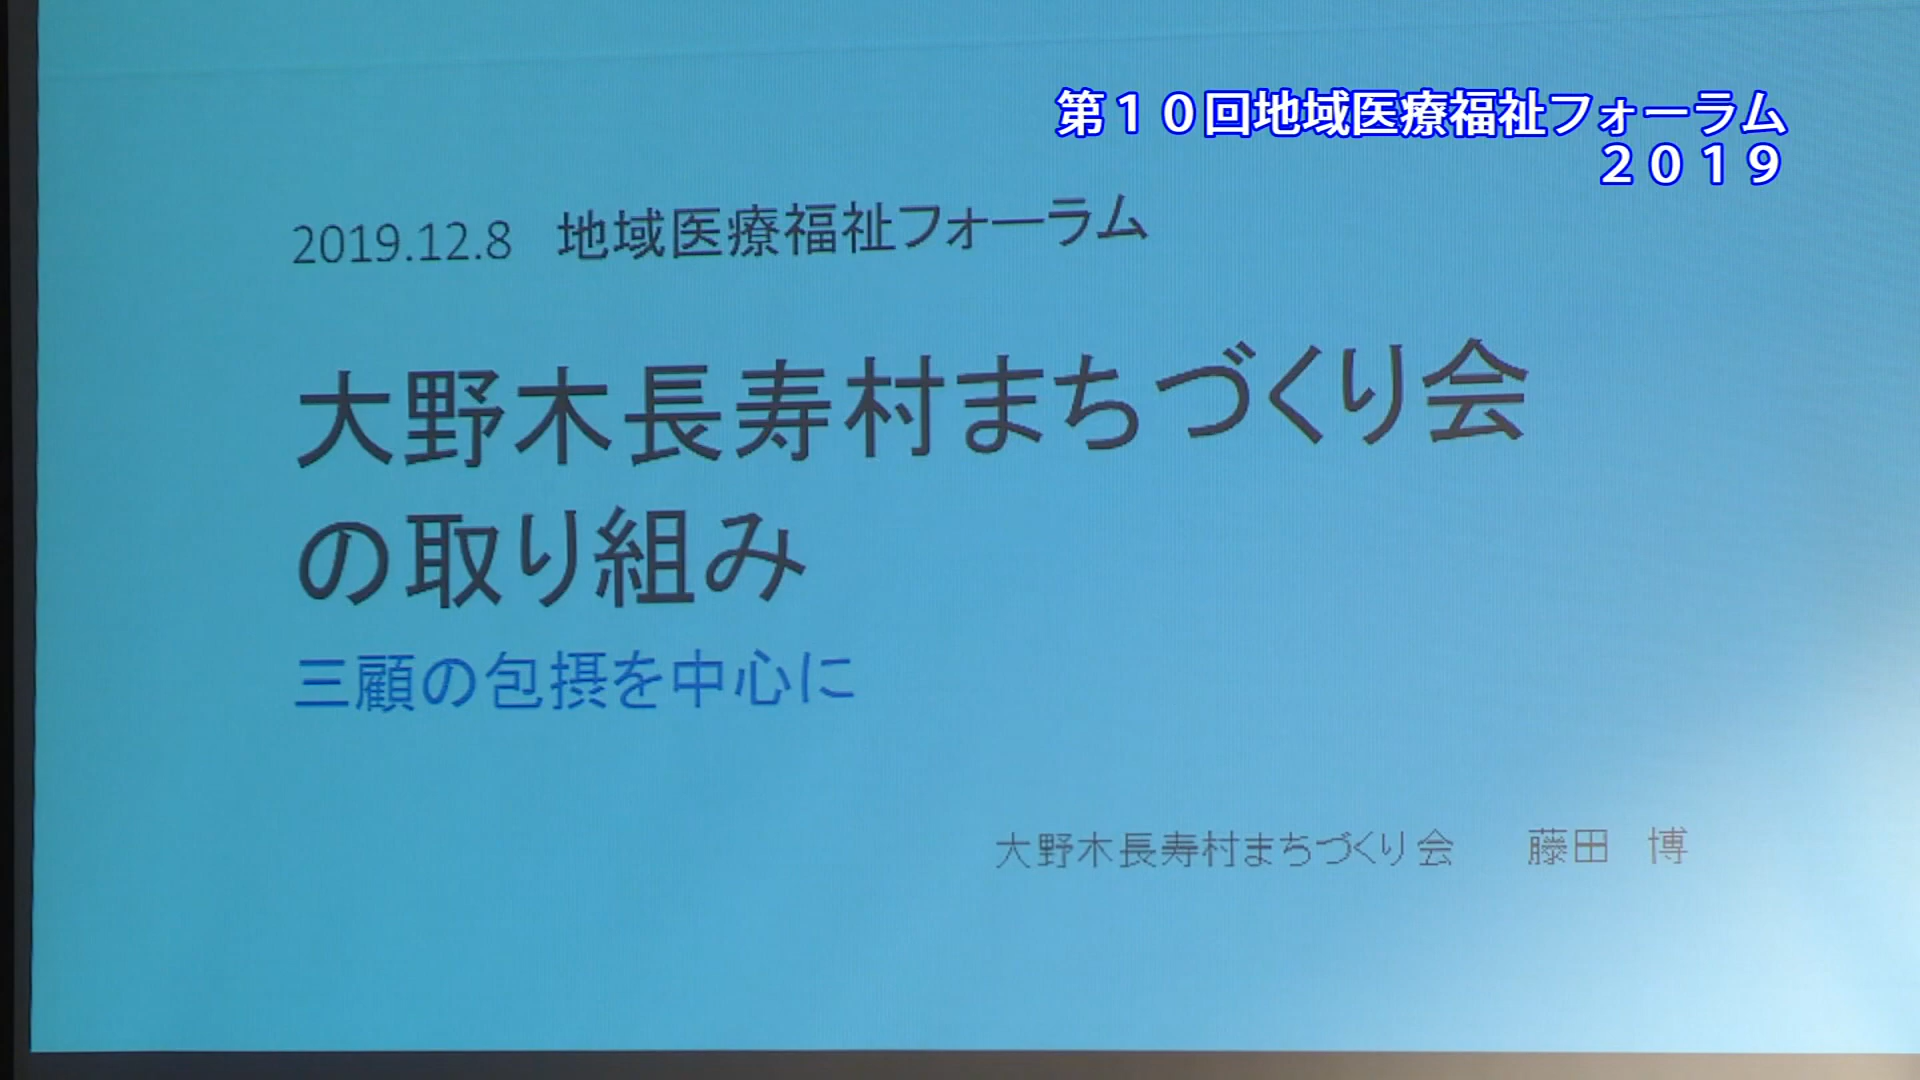 第１０回地域医療福祉フォーラム
２０１９
2019.12.8 地域医療福祉フォーラム
大野木長寿村まちづくり会
の取り組み
三顧の包摂を中心に
大野木長寿村まちづくり会 藤田 博